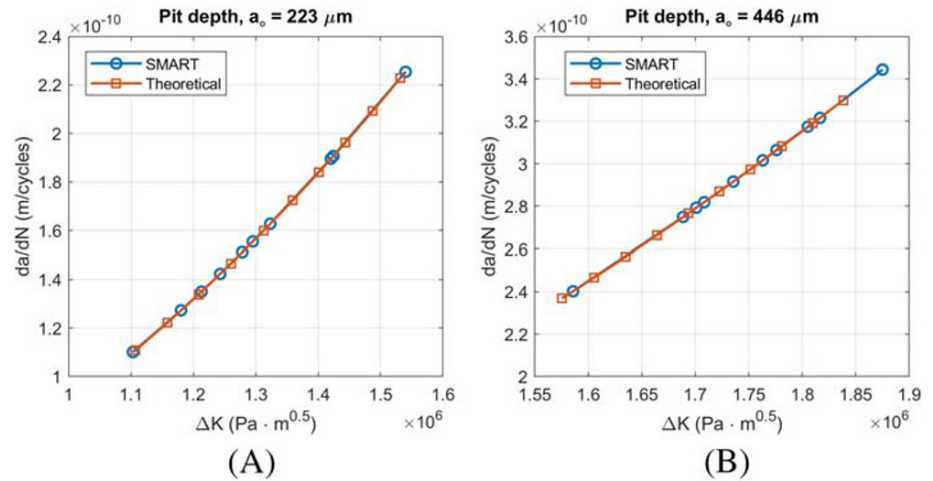 Pit depth, a₀ = 223 μm
×10⁻¹⁰
2.4
2.2
2
1.8
1.6
1.4
1.2
1
da/dN (m/cycles)
SMART
Theoretical
1 1.1 1.2 1.3 1.4 1.5 1.6
ΔK (Pa · m⁰·⁵)
×10⁶
(A)
Pit depth, a₀ = 446 μm
×10⁻¹⁰
3.6
3.4
3.2
3
2.8
2.6
2.4
2.2
2
da/dN (m/cycles)
SMART
Theoretical
1.55 1.6 1.65 1.7 1.75 1.8 1.85 1.9
ΔK (Pa · m⁰·⁵)
×10⁶
(B)